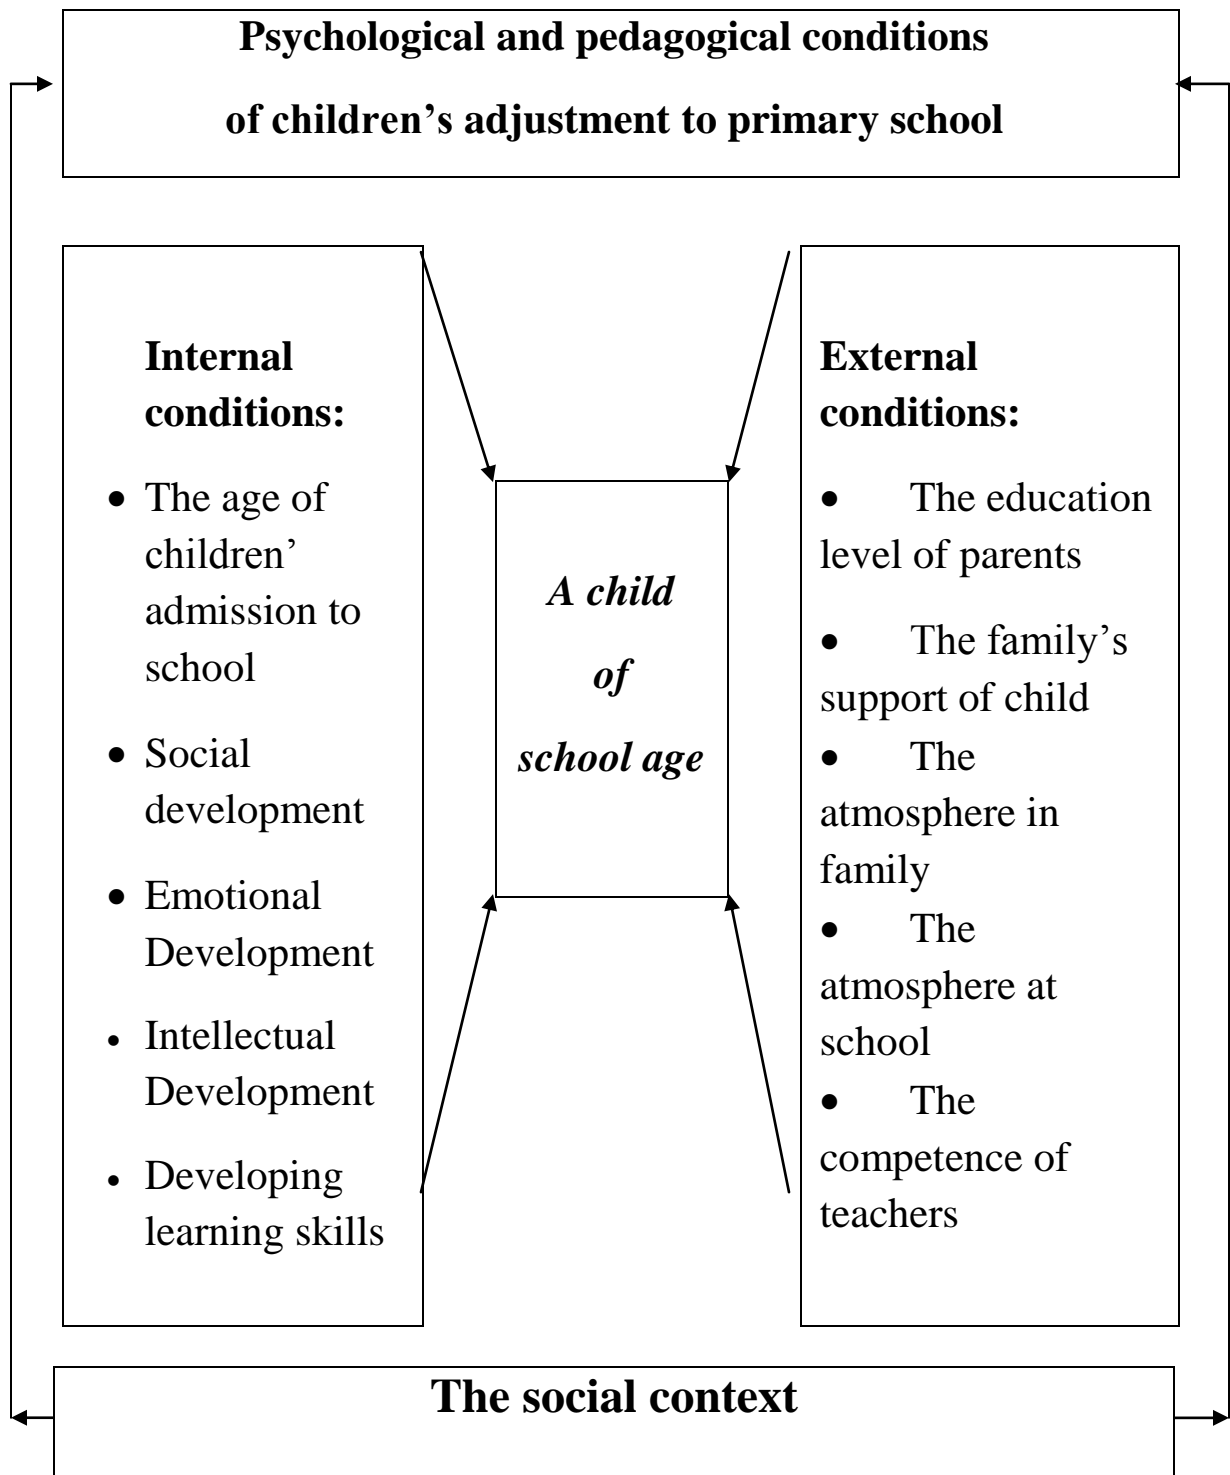 Psychological and pedagogical conditions
of children’s adjustment to primary school
Internal
conditions:
• The age of
children’
admission to
school
• Social
development
• Emotional
Development
• Intellectual
Development
• Developing
learning skills
A child
of
school age
External
conditions:
• The education
level of parents
• The family’s
support of child
• The
atmosphere in
family
• The
atmosphere at
school
• The
competence of
teachers
The social context